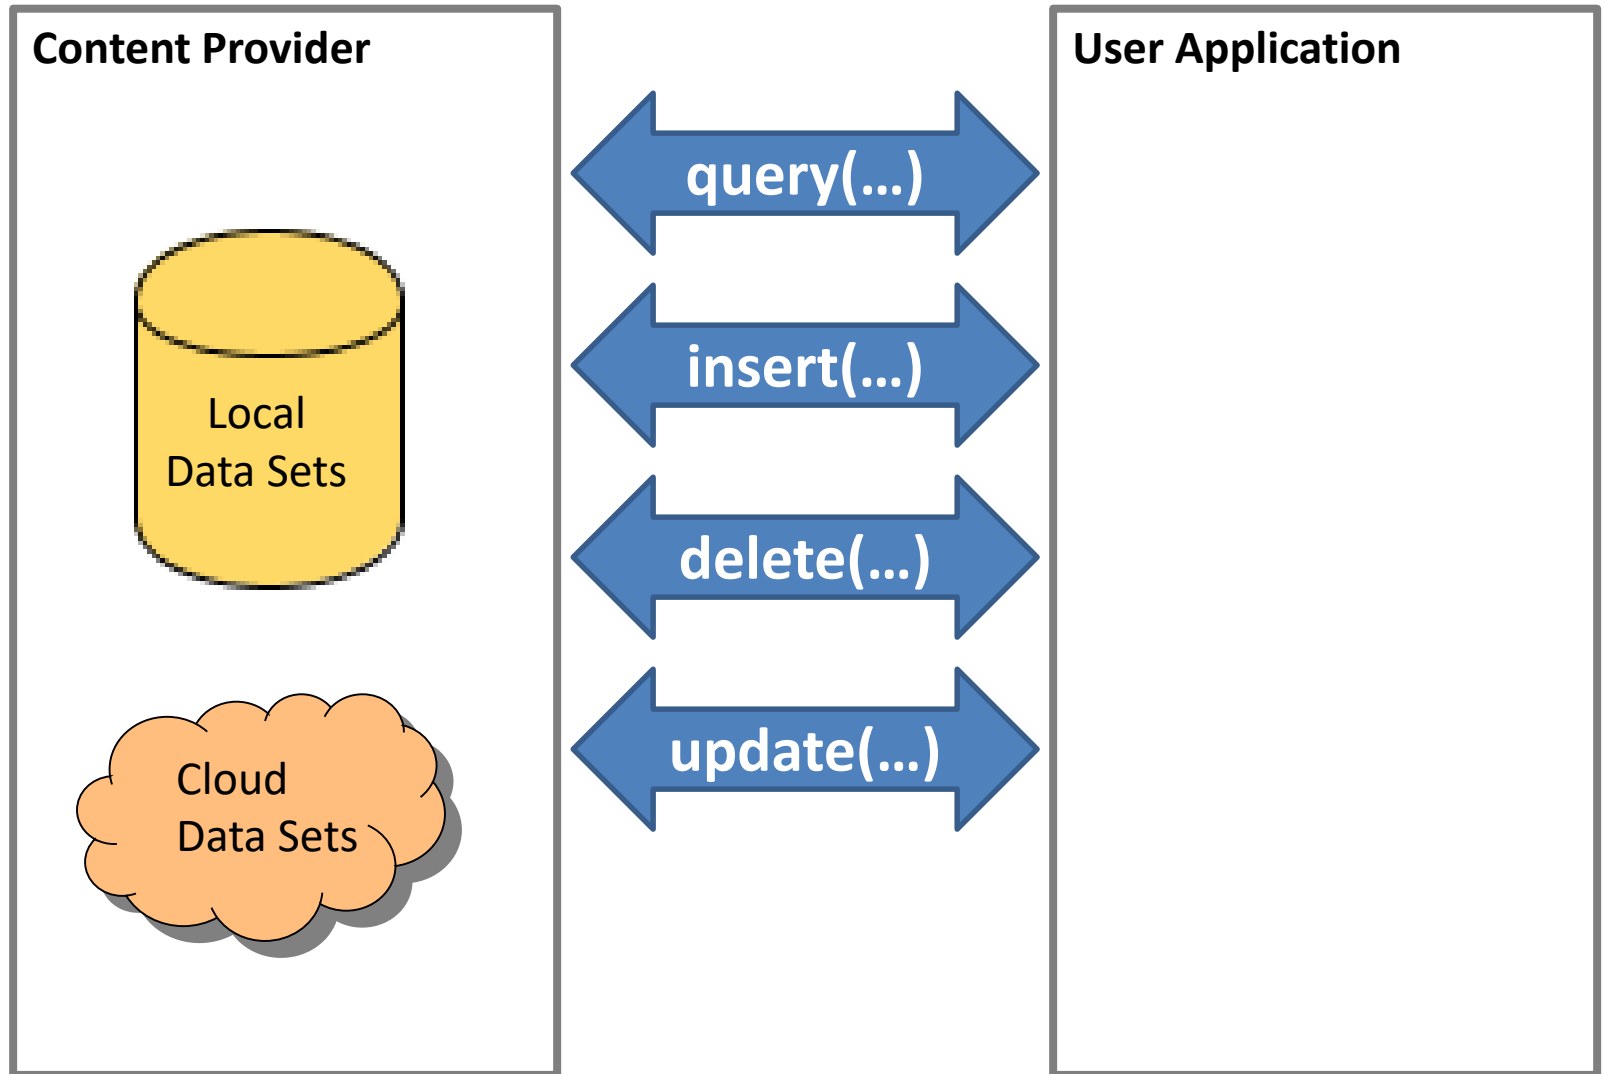 Content Provider
User Application
query(...)
insert(...)
delete(...)
update(...)
Local
Data Sets
Cloud
Data Sets